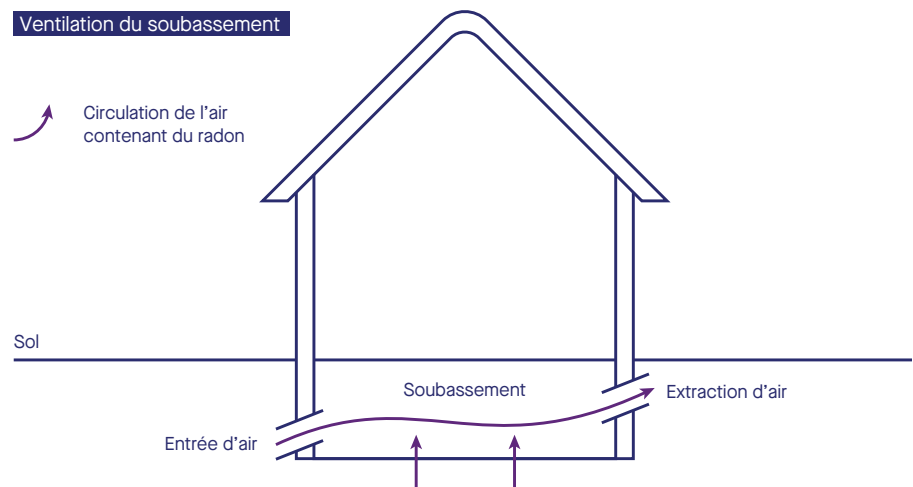 Ventilation du soubassement
Circulation de l’air
contenant du radon
Sol
Soubassement
Extraction d’air
Entrée d’air